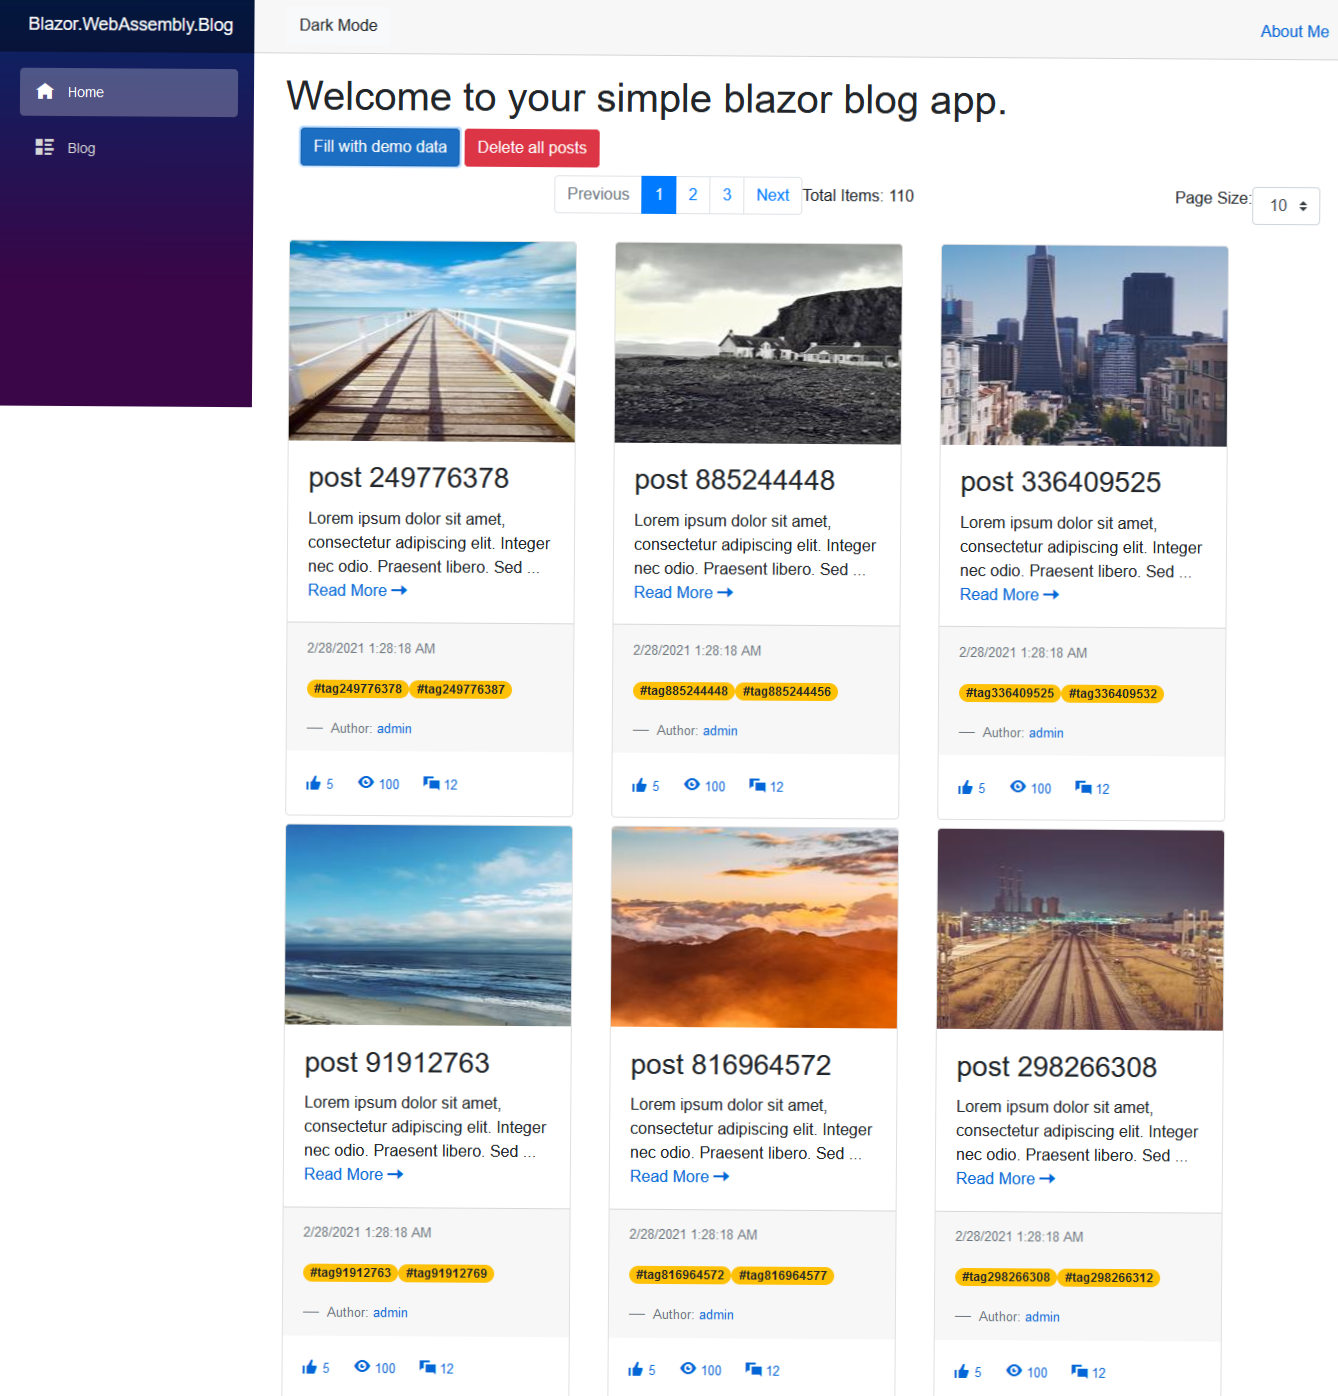 Blazor.WebAssembly.Blog
Dark Mode
About Me
Home
Blog
Welcome to your simple blazor blog app.
Fill with demo data Delete all posts
Previous 1 2 3 Next Total Items: 110
Page Size: 10
post 249776378
Lorem ipsum dolor sit amet,
consectetur adipiscing elit. Integer
nec odio. Praesent libero. Sed ...
Read More
2/28/2021 1:28:18 AM
#tag249776378 #tag249776387
— Author: admin
5 100 12
post 885244448
Lorem ipsum dolor sit amet,
consectetur adipiscing elit. Integer
nec odio. Praesent libero. Sed ...
Read More
2/28/2021 1:28:18 AM
#tag885244448 #tag885244456
— Author: admin
5 100 12
post 336409525
Lorem ipsum dolor sit amet,
consectetur adipiscing elit. Integer
nec odio. Praesent libero. Sed ...
Read More
2/28/2021 1:28:18 AM
#tag336409525 #tag336409532
— Author: admin
5 100 12
post 91912763
Lorem ipsum dolor sit amet,
consectetur adipiscing elit. Integer
nec odio. Praesent libero. Sed ...
Read More
2/28/2021 1:28:18 AM
#tag91912763 #tag91912769
— Author: admin
5 100 12
post 816964572
Lorem ipsum dolor sit amet,
consectetur adipiscing elit. Integer
nec odio. Praesent libero. Sed ...
Read More
2/28/2021 1:28:18 AM
#tag816964572 #tag816964577
— Author: admin
5 100 12
post 298266308
Lorem ipsum dolor sit amet,
consectetur adipiscing elit. Integer
nec odio. Praesent libero. Sed ...
Read More
2/28/2021 1:28:18 AM
#tag298266308 #tag298266312
— Author: admin
5 100 12